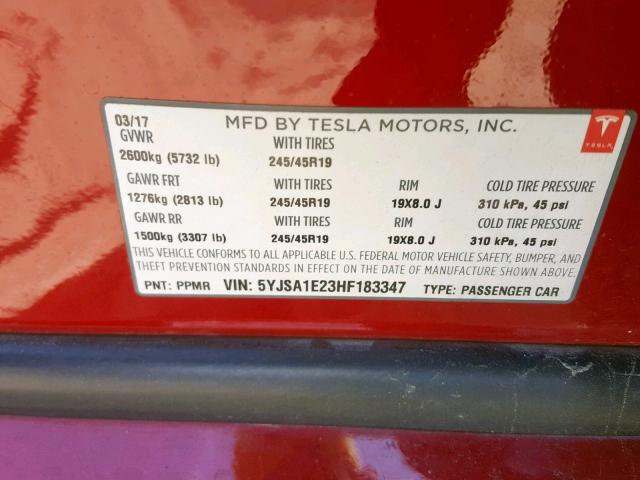 03/17 MFD BY TESLA MOTORS, INC.
GVWR WITH TIRES
2600kg (5732 lb) 245/45R19
TESLA
GAWR FRT WITH TIRES RIM COLD TIRE PRESSURE
1276kg (2813 lb) 245/45R19 19X8.0 J 310 kPa, 45 psi
GAWR RR WITH TIRES RIM COLD TIRE PRESSURE
1500kg (3307 lb) 245/45R19 19X8.0 J 310 kPa, 45 psi
THIS VEHICLE CONFORMS TO ALL APPLICABLE U.S. FEDERAL MOTOR VEHICLE SAFETY, BUMPER, AND
THEFT PREVENTION STANDARDS IN EFFECT ON THE DATE OF MANUFACTURE SHOWN ABOVE.
PNT: PPMR VIN: 5YJSA1E23HF183347 TYPE: PASSENGER CAR